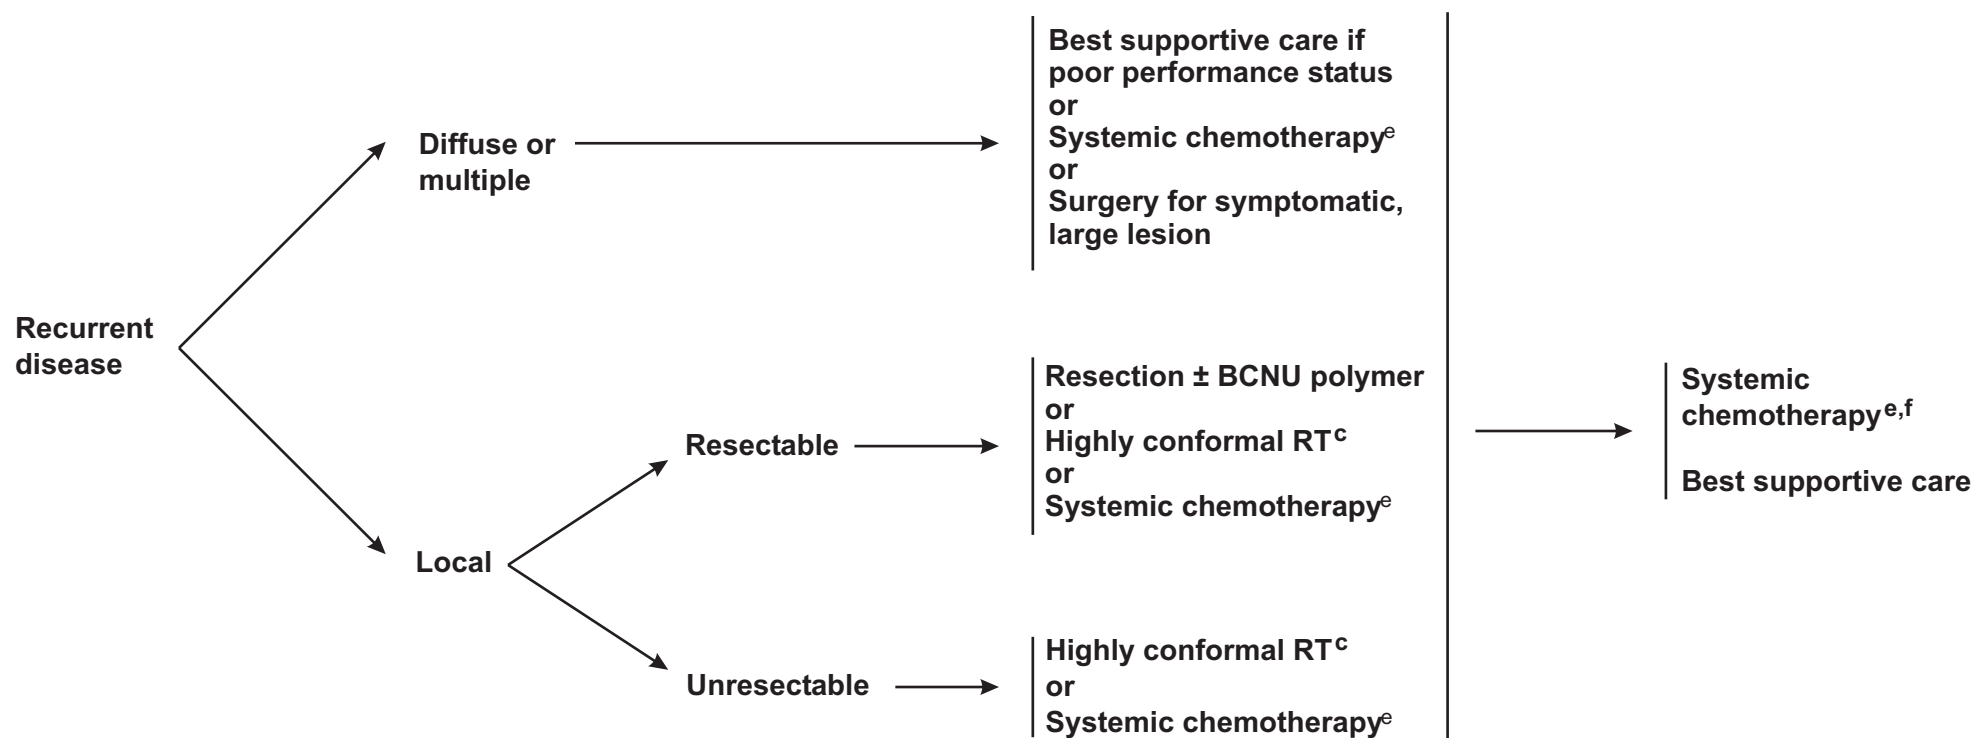 Recurrent
disease
Diffuse or
multiple
Best supportive care if
poor performance status
or
Systemic chemotherapyᵉ
or
Surgery for symptomatic,
large lesion
Local
Resectable
Resection ± BCNU polymer
or
Highly conformal RTᶜ
or
Systemic chemotherapyᵉ
Unresectable
Highly conformal RTᶜ
or
Systemic chemotherapyᵉ
Systemic
chemotherapyᵉ,ᶠ
Best supportive care